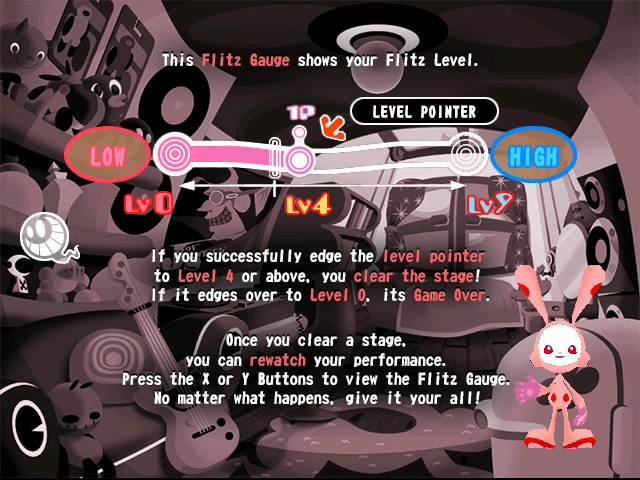 This Flitz Gauge shows your Flitz Level.
1P
LEVEL POINTER
LOW
HIGH
Lv0
Lv4
Lv9
If you successfully edge the level pointer
to Level 4 or above, you clear the stage!
If it edges over to Level 0, its Game Over.
Once you clear a stage,
you can rewatch your performance.
Press the X or Y Buttons to view the Flitz Gauge.
No matter what happens, give it your all!